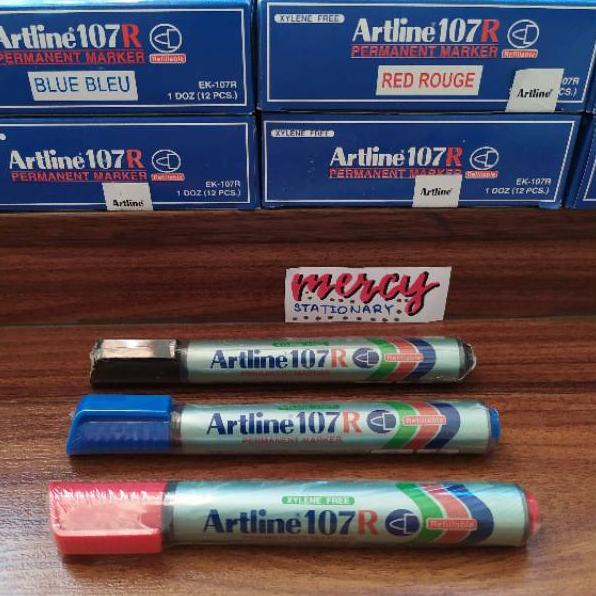 Artline 107R
PERMANENT MARKER Refillable
BLUE BLEU
EK-107R
1 DOZ (12 PCS.)
XYLENE FREE
Artline 107R
PERMANENT MARKER Refillable
RED ROUGE
Artline
Artline 107R
PERMANENT MARKER Refillable
EK-107R
1 DOZ (12 PCS.)
Artline
XYLENE FREE
Artline 107R
PERMANENT MARKER Refillable
EK-107R
1 DOZ (12 PCS.)
Artline
mercy
STATIONARY
Artline 107R
PERMANENT MARKER
Refillable
Artline 107R
PERMANENT MARKER
Refillable
XYLENE FREE
Artline 107R
Refillable